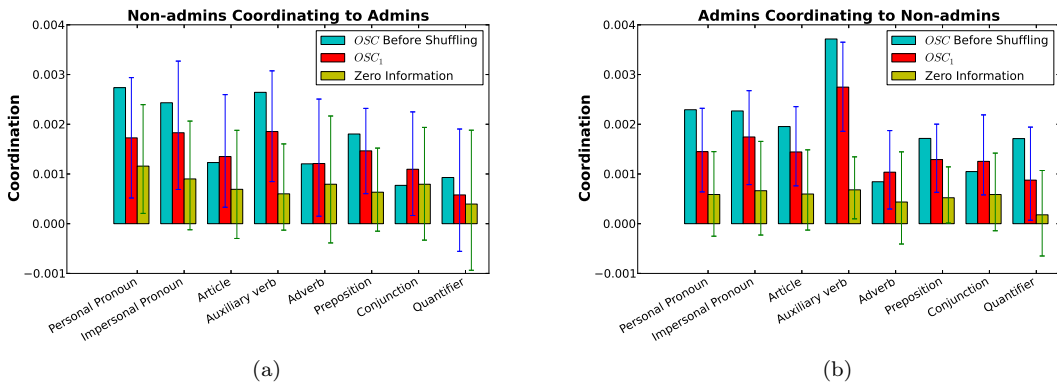 Non-admins Coordinating to Admins
0.004
0.003
0.002
0.001
0.000
−0.001
Coordination
OSC Before Shuffling
OSC₁
Zero Information
Personal Pronoun
Impersonal Pronoun
Article
Auxiliary verb
Adverb
Preposition
Conjunction
Quantifier
(a)
Admins Coordinating to Non-admins
0.004
0.003
0.002
0.001
0.000
−0.001
Coordination
OSC Before Shuffling
OSC₁
Zero Information
Personal Pronoun
Impersonal Pronoun
Article
Auxiliary verb
Adverb
Preposition
Conjunction
Quantifier
(b)